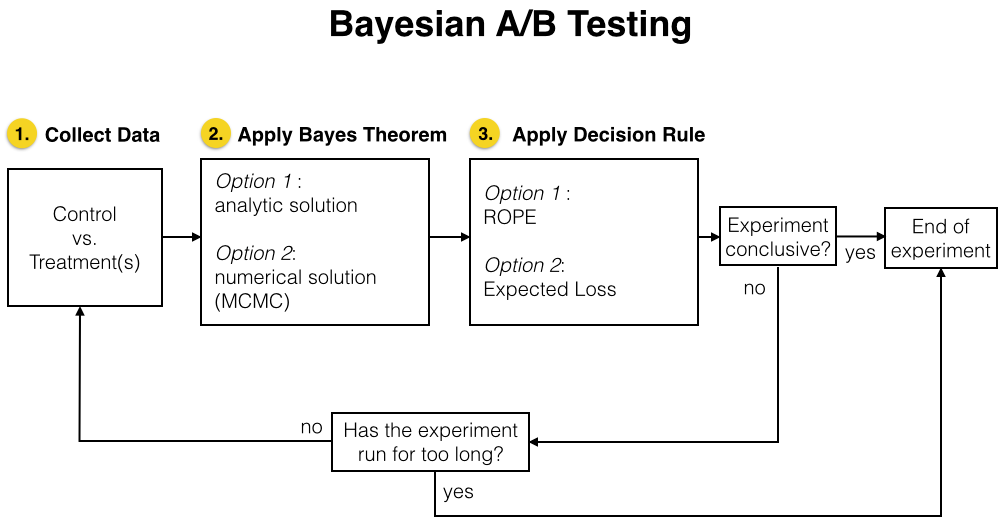 Bayesian A/B Testing
1. Collect Data
2. Apply Bayes Theorem
3. Apply Decision Rule
Control
vs.
Treatment(s)
Option 1 :
analytic solution
Option 2:
numerical solution
(MCMC)
Option 1 :
ROPE
Option 2:
Expected Loss
Experiment
conclusive?
yes
End of
experiment
no
no
Has the experiment
run for too long?
yes